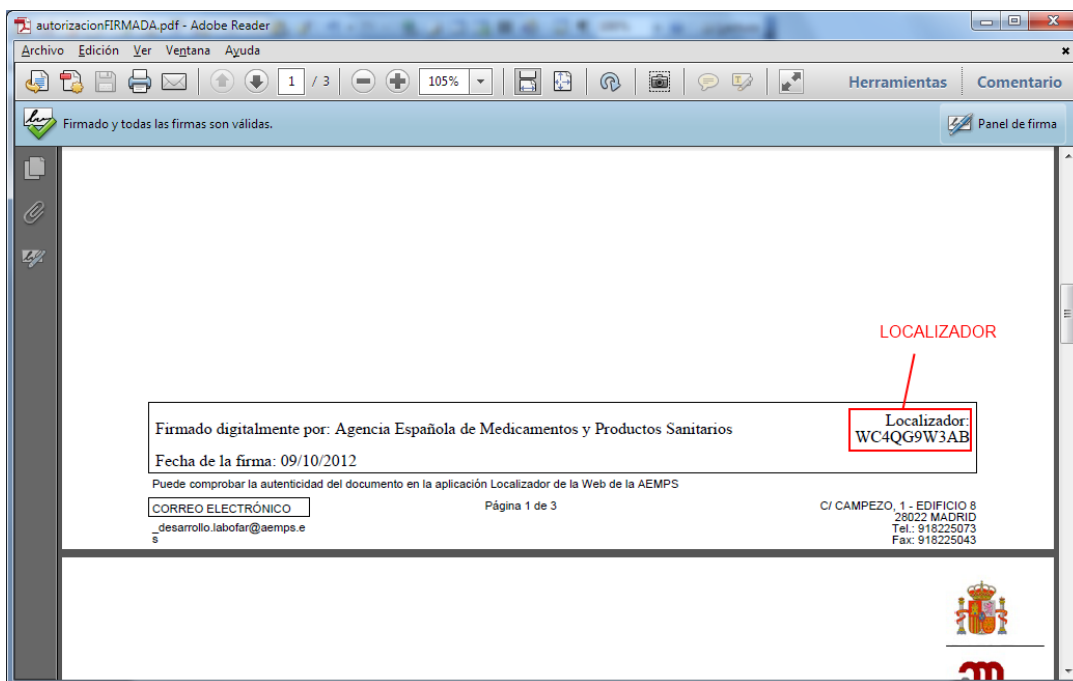 autorizacionFIRMADA.pdf - Adobe Reader
Archivo Edición Ver Ventana Ayuda
1 / 3 105% Herramientas Comentario
Firmado y todas las firmas son válidas. Panel de firma
LOCALIZADOR
Firmado digitalmente por: Agencia Española de Medicamentos y Productos Sanitarios
Localizador:
WC4QG9W3AB
Fecha de la firma: 09/10/2012
Puede comprobar la autenticidad del documento en la aplicación Localizador de la Web de la AEMPS
CORREO ELECTRÓNICO
_desarrollo.labofar@aemps.e
s
Página 1 de 3
C/ CAMPEZO, 1 - EDIFICIO 8
28022 MADRID
Tel.: 918225073
Fax: 918225043